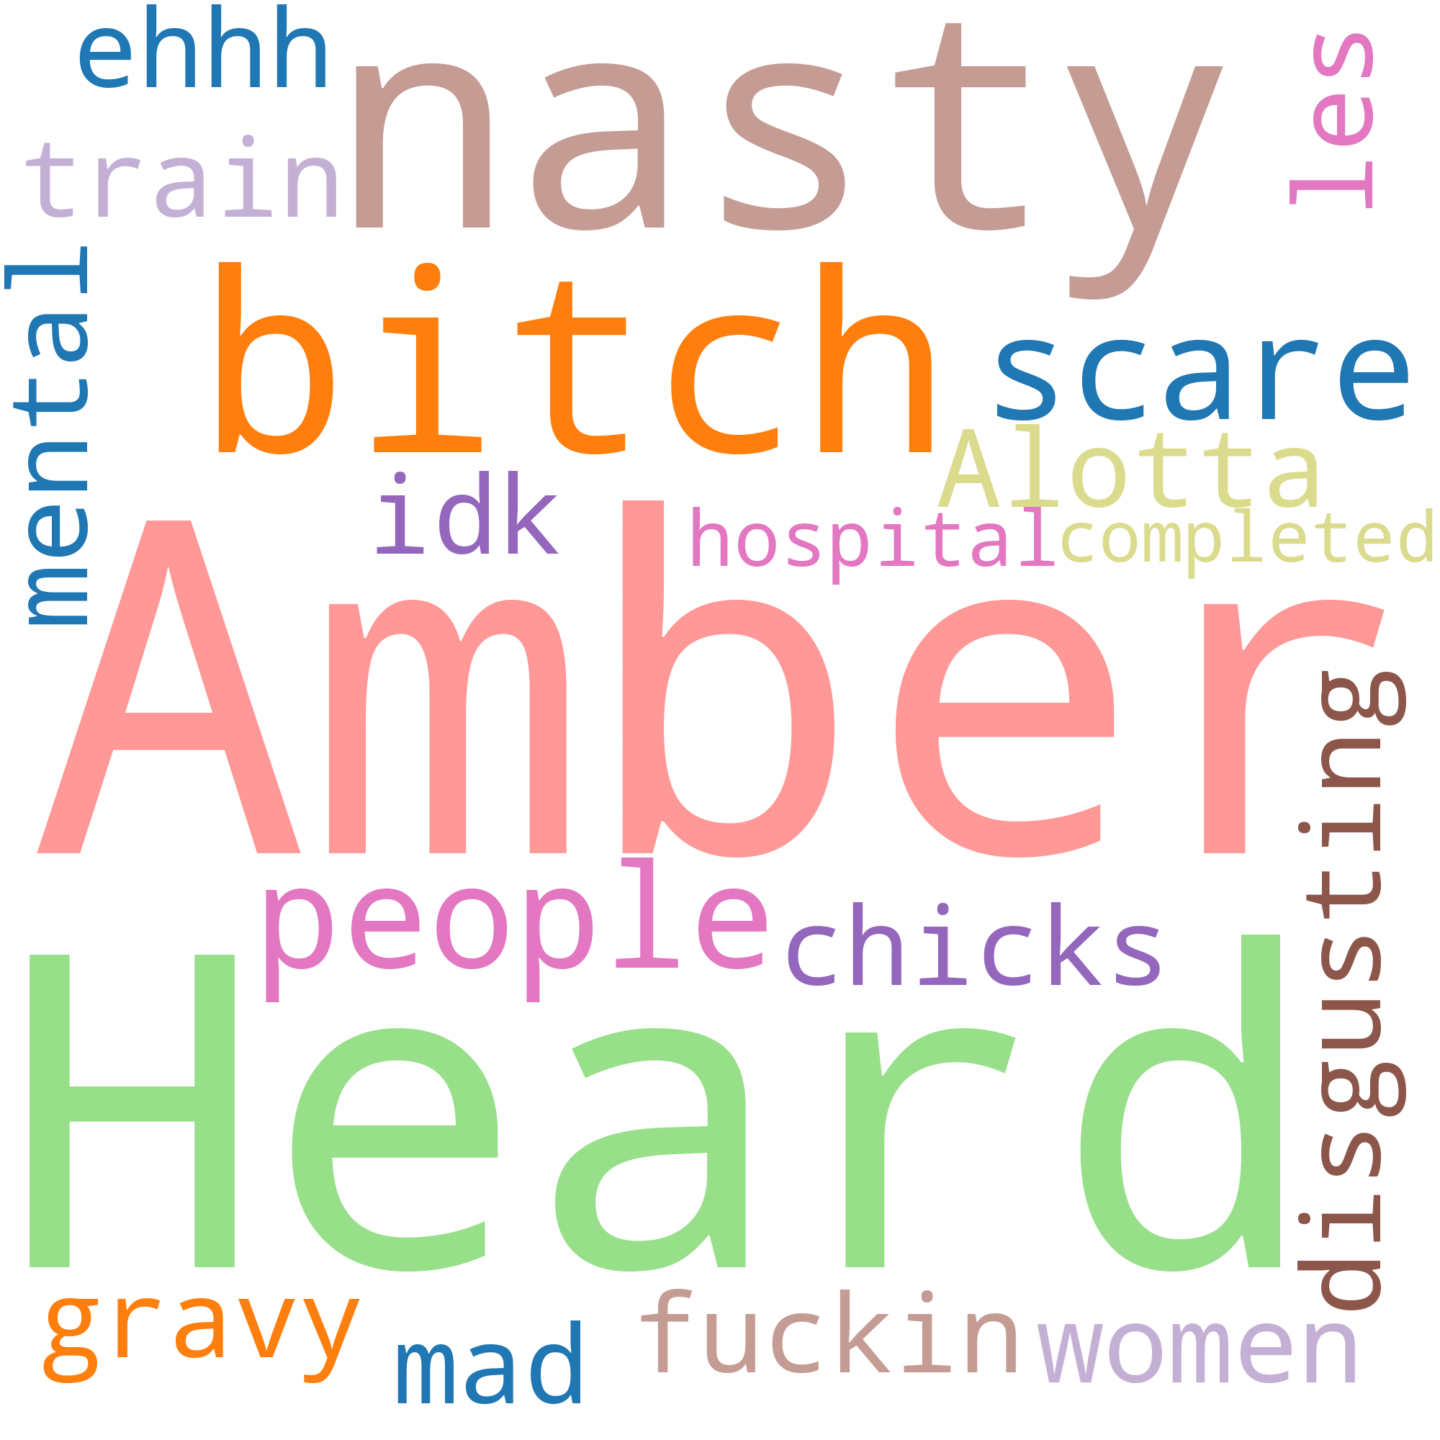 ehhh
nasty
les
train
mental
bitch
scare
Alotta
idk
hospital
completed
Amber
disgusting
people
chicks
Heard
gravy
mad
fuckin
women